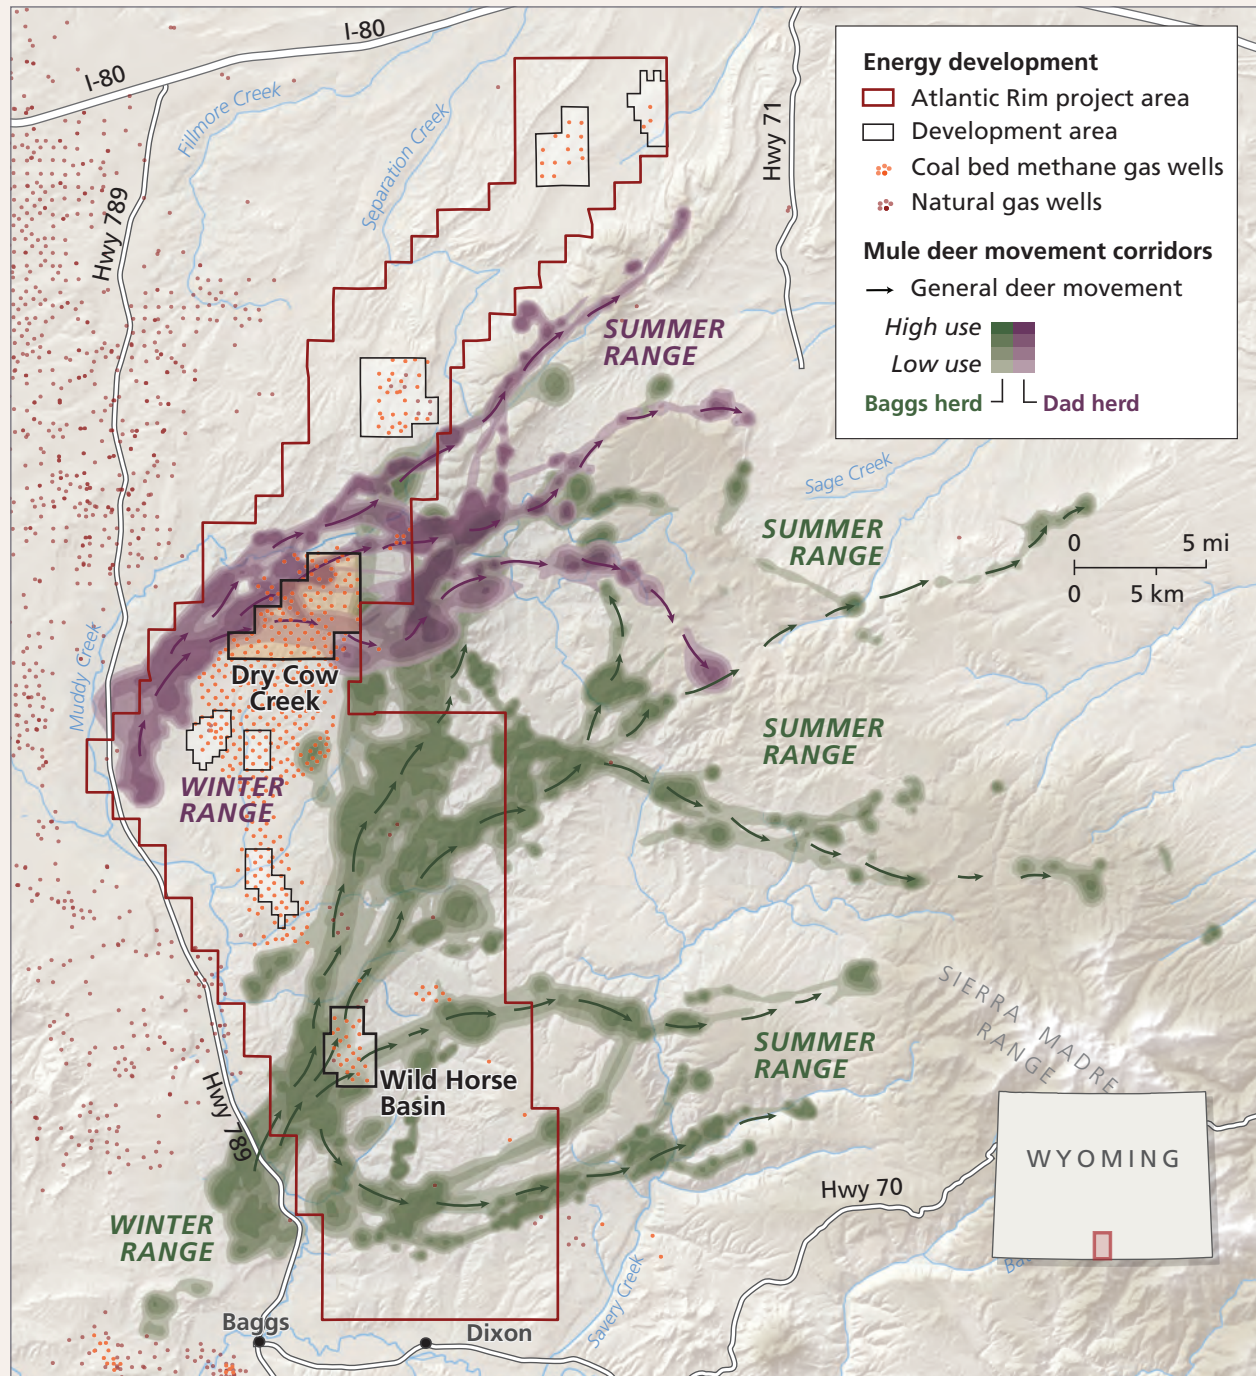 I-80
I-80
Fillmore Creek
Separation Creek
Hwy 71
Hwy 789
Energy development
Atlantic Rim project area
Development area
Coal bed methane gas wells
Natural gas wells
Mule deer movement corridors
General deer movement
High use
Low use
Baggs herd
Dad herd
SUMMER
RANGE
Sage Creek
SUMMER
RANGE
0
5 mi
0
5 km
Muddy Creek
Dry Cow
Creek
SUMMER
RANGE
WINTER
RANGE
SIERRA MADRE
RANGE
SUMMER
RANGE
Wild Horse
Basin
Hwy 789
WYOMING
Hwy 70
WINTER
RANGE
Savery Creek
Baggs
Dixon